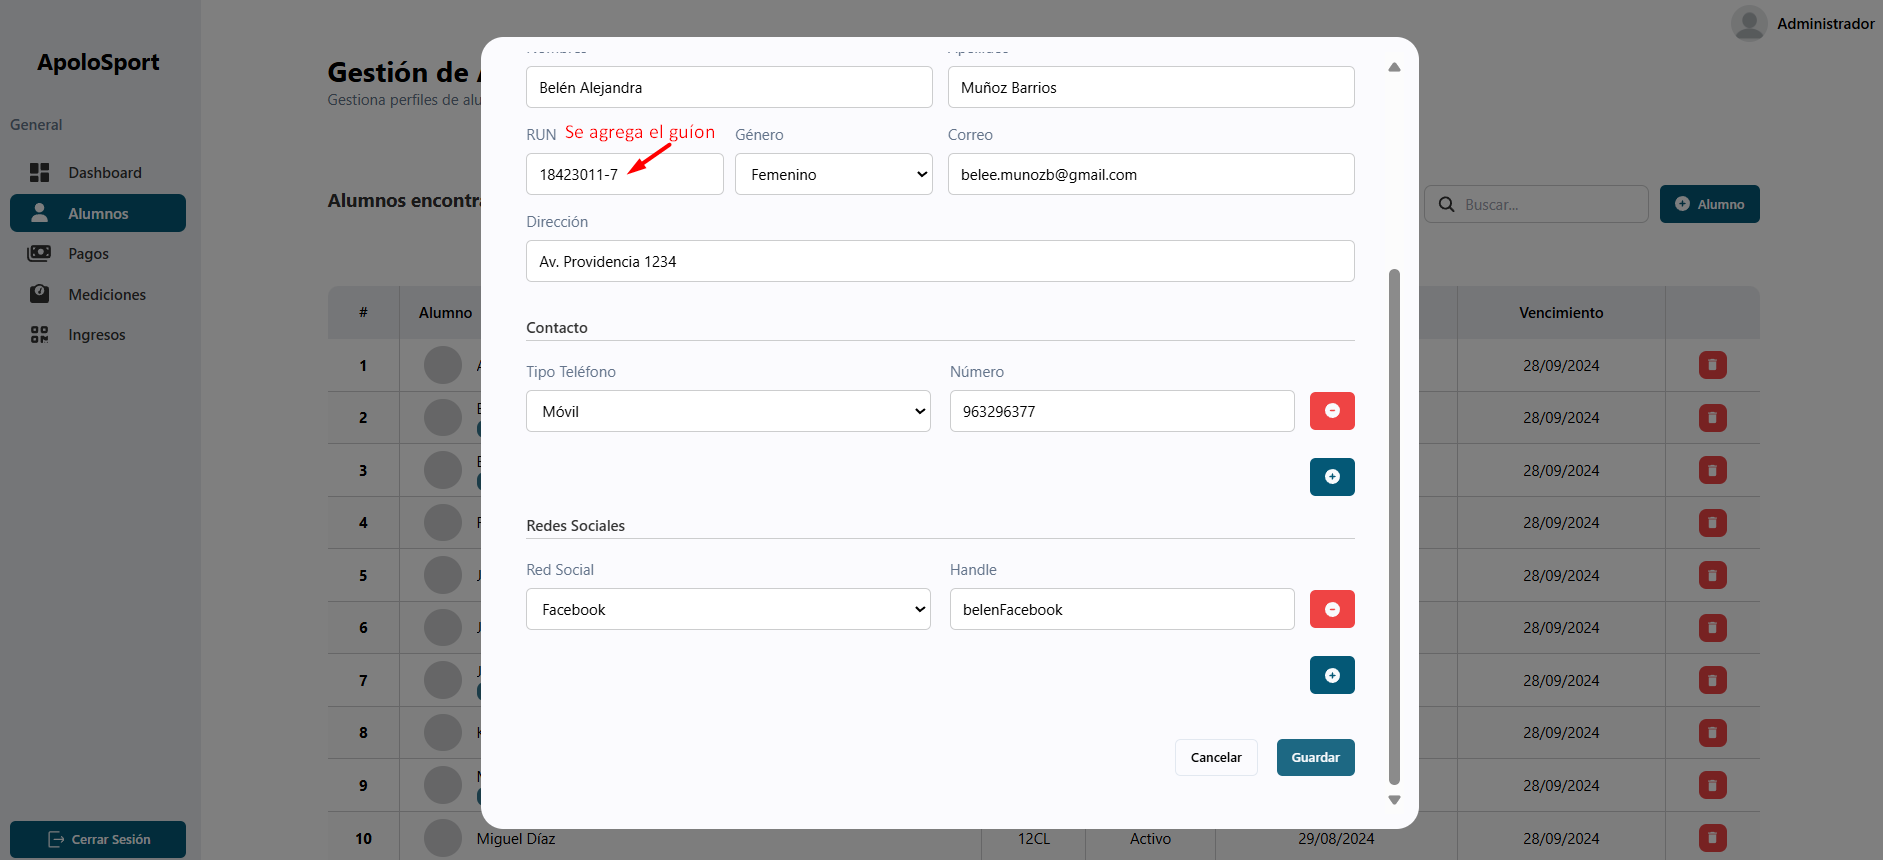 Administrador
ApoloSport
Gestión de
Gestiona perfiles de alu
General
Dashboard
Alumnos
Pagos
Mediciones
Ingresos
Cerrar Sesión
Alumnos encontra
Buscar...
Alumno
# Alumno Vencimiento
1 28/09/2024
2 28/09/2024
3 28/09/2024
4 28/09/2024
5 28/09/2024
6 28/09/2024
7 28/09/2024
8 28/09/2024
9 28/09/2024
10 Miguel Díaz 12CL Activo 29/08/2024 28/09/2024
Belén Alejandra Muñoz Barrios
RUN Se agrega el guíon Género Correo
18423011-7 Femenino belee.munozb@gmail.com
Dirección
Av. Providencia 1234
Contacto
Tipo Teléfono Número
Móvil 963296377
Redes Sociales
Red Social Handle
Facebook belenFacebook
Cancelar Guardar